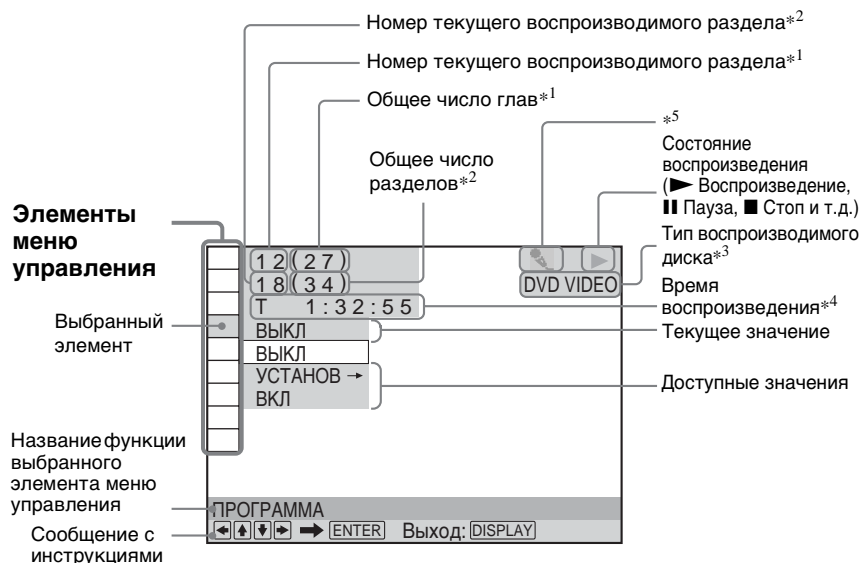 Номер текущего воспроизводимого раздела*2
Номер текущего воспроизводимого раздела*1
Общее число глав*1
*5
Состояние
воспроизведения
(► Воспроизведение,
II Пауза, ■ Стоп и т.д.)
Общее число
разделов*2
Тип воспроизводимого
диска*3
Время
воспроизведения*4
Текущее значение
Доступные значения
Элементы
меню
управления
Выбранный
элемент
Название функции
выбранного
элемента меню
управления
Сообщение с
инструкциями
12(27)
18(34)
DVD VIDEO
T 1:32:55
ВЫКЛ
ВЫКЛ
УСТАНОВ →
ВКЛ
ПРОГРАММА
←↑↓→ ➡ ENTER Выход: DISPLAY